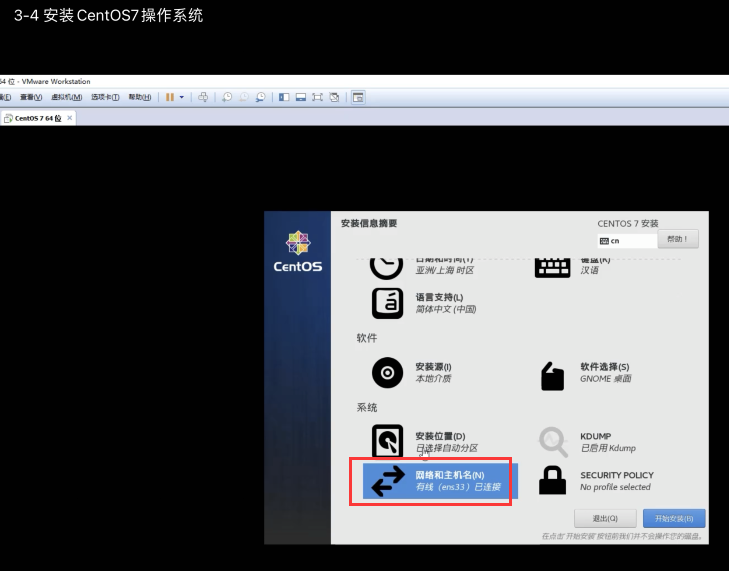 3-4 安装CentOS7操作系统
64 位 - VMware Workstation
查看(V) 虚拟机(M) 选项卡(T) 帮助(H)
CentOS 7 64 位
安装信息摘要
CENTOS 7 安装
cn
帮助！
CentOS
日期和时间(T)
亚洲/上海 时区
键盘(K)
汉语
语言支持(L)
简体中文 (中国)
软件
安装源(I)
本地介质
软件选择(S)
GNOME 桌面
系统
安装位置(D)
已选择自动分区
KDUMP
已启用 Kdump
网络和主机名(N)
有线（ens33）已连接
SECURITY POLICY
No profile selected
退出(Q)
开始安装(B)
在点击'开始安装'按钮前我们并不会操作您的磁盘。